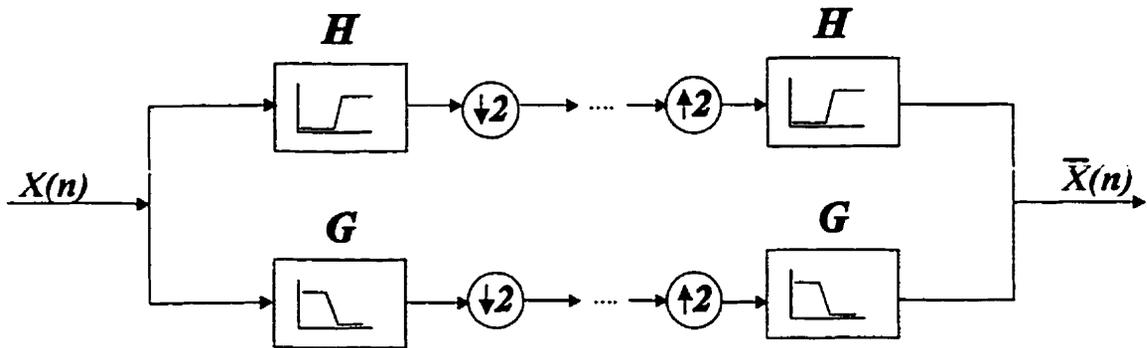 H H
↓2 .... ↑2
X(n) X̄(n)
G G
↓2 .... ↑2